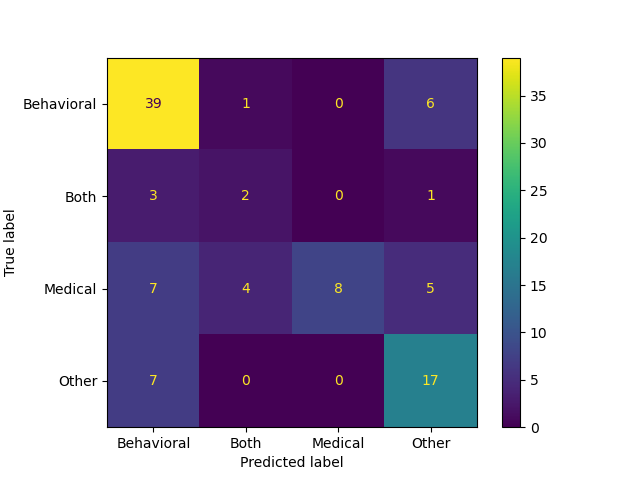 Behavioral 39 1 0 6
Both 3 2 0 1
Medical 7 4 8 5
Other 7 0 0 17
Behavioral Both Medical Other
Predicted label
True label
35
30
25
20
15
10
5
0